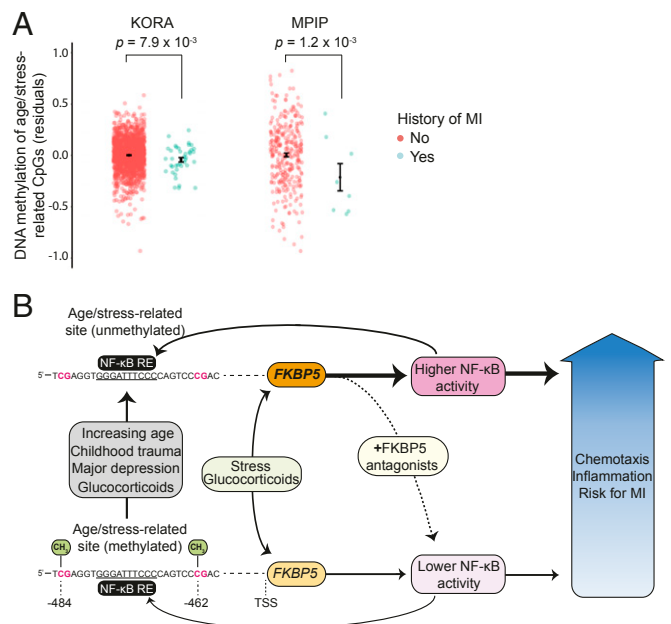 A
KORA
MPIP
p = 7.9 x 10-3
p = 1.2 x 10-3
DNA methylation of age/stress-
related CpGs (residuals)
1.0
0.5
0.0
-0.5
-1.0
History of MI
No
Yes
B
Age/stress-related
site (unmethylated)
NF-κB RE
5'–TCGAGGTGGGATTTCCCCAGTCCCCGAC
FKBP5
Higher NF-κB
activity
Increasing age
Childhood trauma
Major depression
Glucocorticoids
Stress
Glucocorticoids
+FKBP5
antagonists
Chemotaxis
Inflammation
Risk for MI
Age/stress-related
site (methylated)
CH3
CH3
5'–TCGAGGTGGGATTTCCCCAGTCCCCGAC
NF-κB RE
FKBP5
Lower NF-κB
activity
-484
-462
TSS